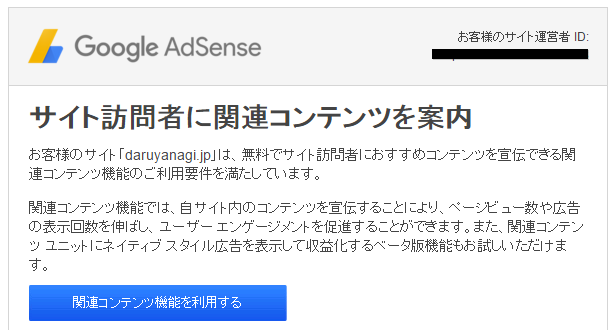 Google AdSense
お客様のサイト運営者 ID:
サイト訪問者に関連コンテンツを案内
お客様のサイト「daruyanagi.jp」は、無料でサイト訪問者におすすめコンテンツを宣伝できる関
連コンテンツ機能のご利用要件を満たしています。
関連コンテンツ機能では、自サイト内のコンテンツを宣伝することにより、ページビュー数や広告
の表示回数を伸ばし、ユーザー エンゲージメントを促進することができます。また、関連コンテン
ツ ユニットにネイティブ スタイル広告を表示して収益化するベータ版機能もお試しいただけま
す。
関連コンテンツ機能を利用する